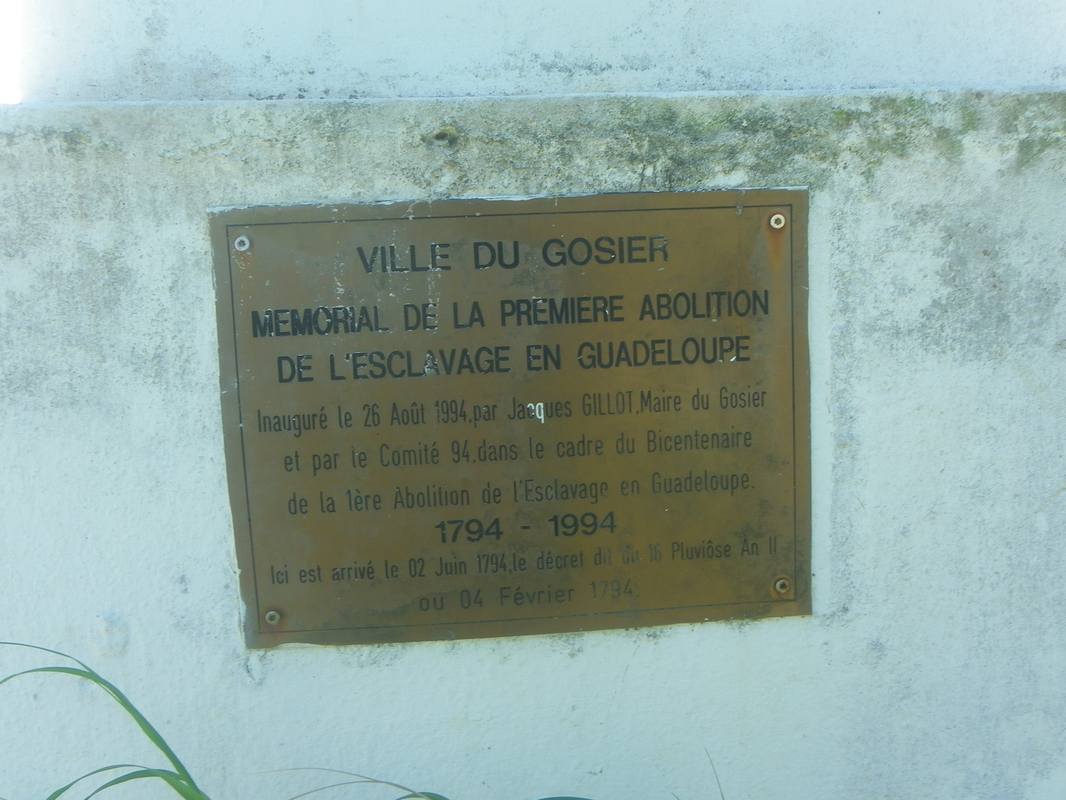 VILLE DU GOSIER
MEMORIAL DE LA PREMIERE ABOLITION
DE L'ESCLAVAGE EN GUADELOUPE
Inauguré le 26 Août 1994,par Jacques GILLOT,Maire du Gosier
et par le Comité 94,dans le cadre du Bicentenaire
de la 1ère Abolition de l'Esclavage en Guadeloupe.
1794 - 1994
Ici est arrivé le 02 Juin 1794,le décret dit du 16 Pluviôse An II
ou 04 Février 1794.